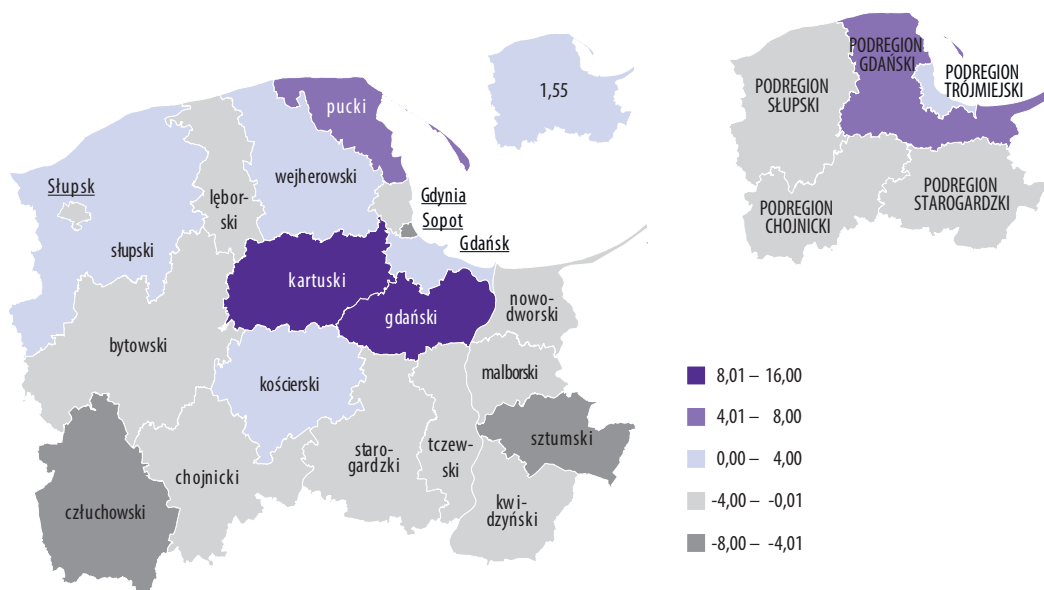 1,55
PODREGION
GDAŃSKI
PODREGION
TRÓJMIEJSKI
PODREGION
SŁUPSKI
PODREGION
STAROGARDZKI
PODREGION
CHOJNICKI
pucki
wejherowski
Słupsk
lębor-
ski
Gdynia
Sopot
Gdańsk
słupski
kartuski
gdański
nowo-
dworski
bytowski
kościerski
malborski
sztumski
staro-
gardzki
tczew-
ski
chojnicki
człuchowski
kwi-
dzyński
8,01 – 16,00
4,01 – 8,00
0,00 – 4,00
-4,00 – -0,01
-8,00 – -4,01